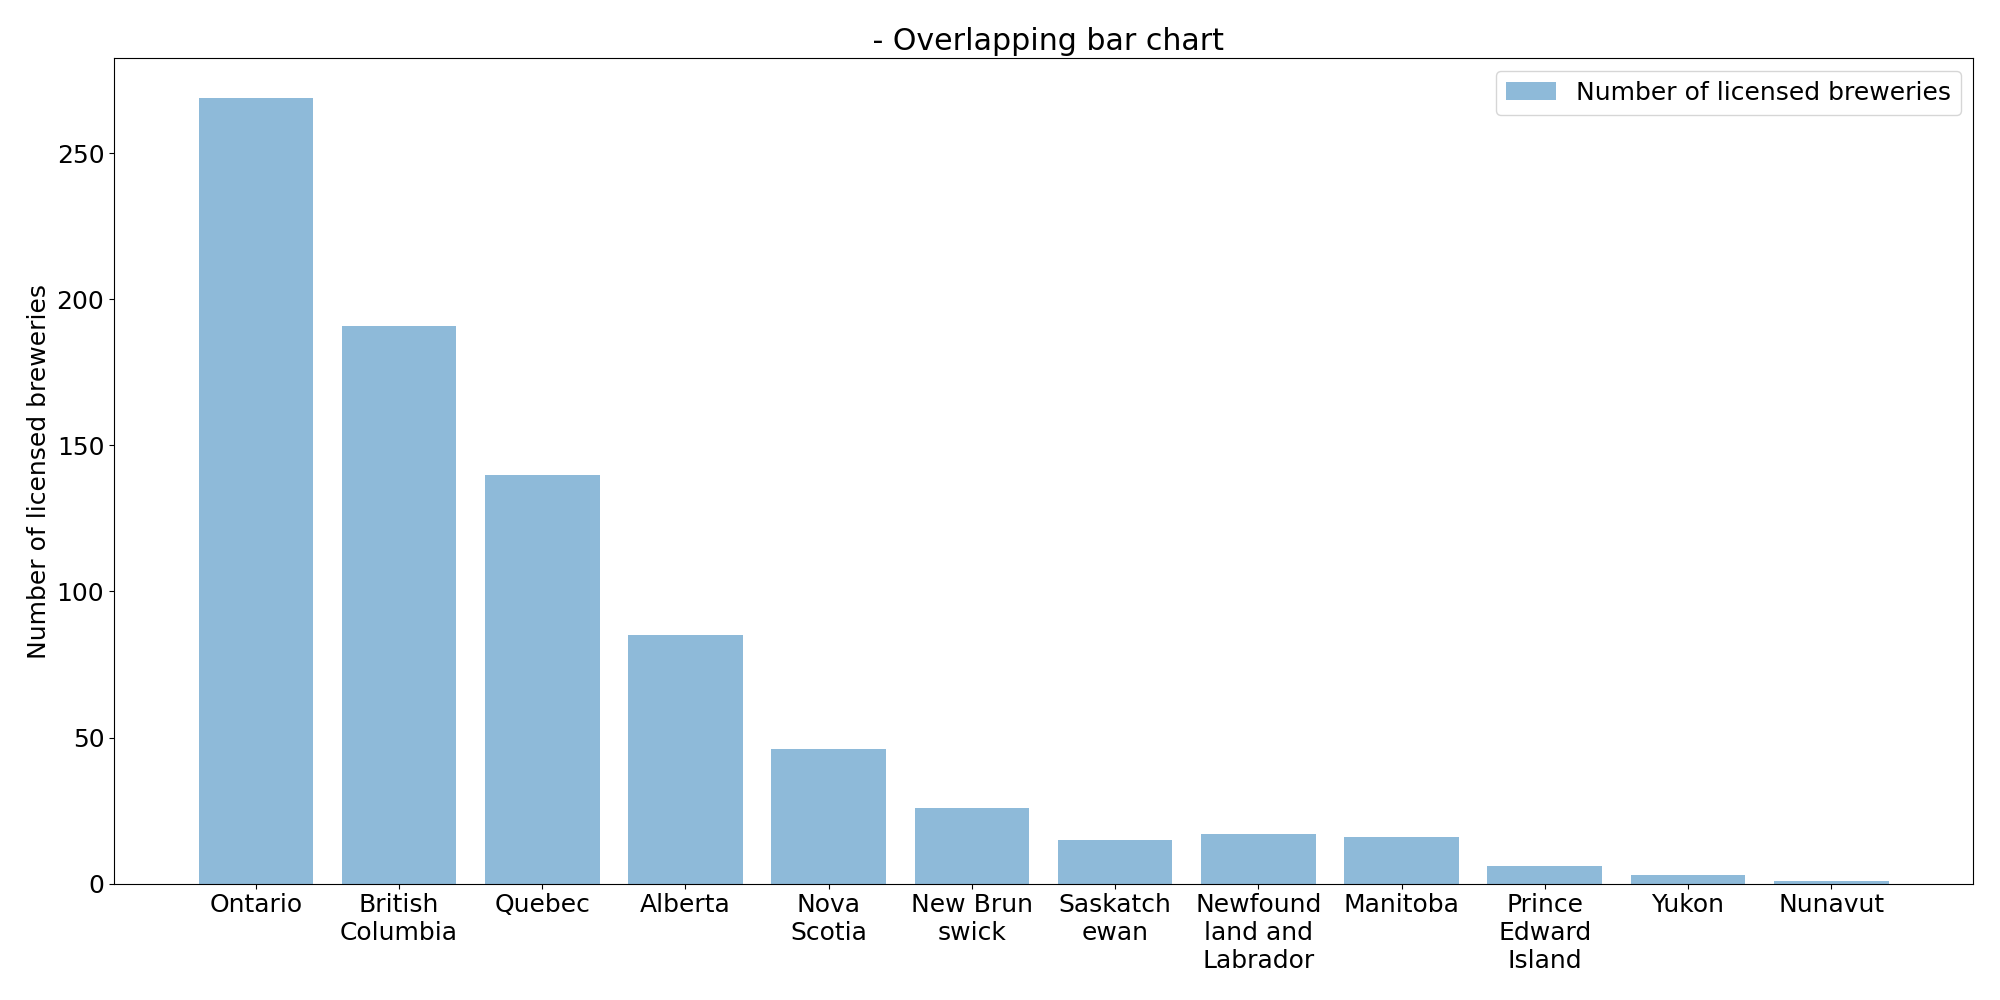 - Overlapping bar chart
Number of licensed breweries
Number of licensed breweries
250
200
150
100
50
0
Ontario
British
Columbia
Quebec
Alberta
Nova
Scotia
New Brun
swick
Saskatch
ewan
Newfound
land and
Labrador
Manitoba
Prince
Edward
Island
Yukon
Nunavut